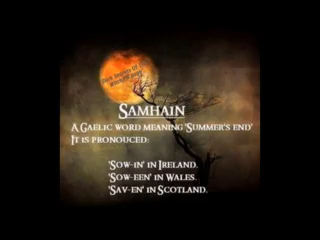 Samhain
A Gaelic word meaning 'Summer's end'
It is pronouced:
'Sow-in' in Ireland.
'Sow-een' in Wales.
'Sav-en' in Scotland.